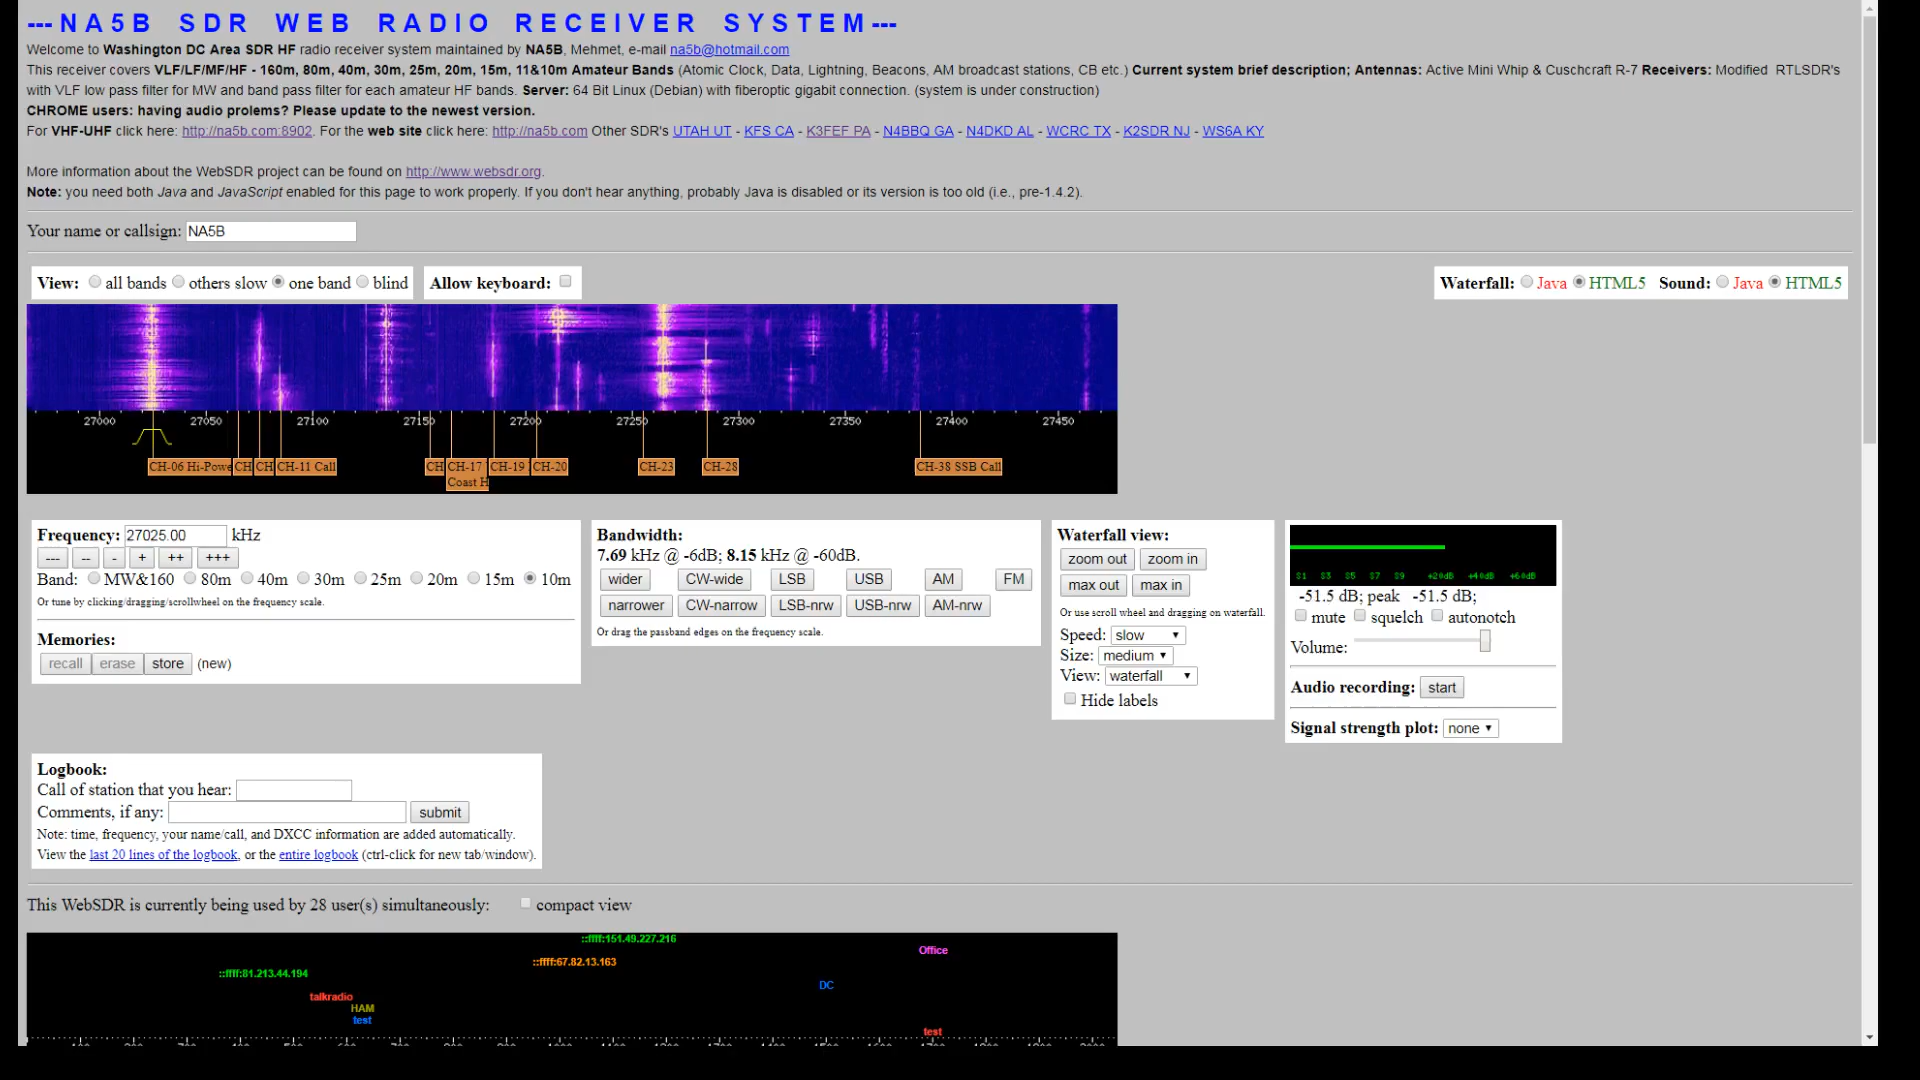 ---NA5B SDR WEB RADIO RECEIVER SYSTEM---
Welcome to Washington DC Area SDR HF radio receiver system maintained by NA5B, Mehmet, e-mail na5b@hotmail.com
This receiver covers VLF/LF/MF/HF - 160m, 80m, 40m, 30m, 25m, 20m, 15m, 11&10m Amateur Bands (Atomic Clock, Data, Lightning, Beacons, AM broadcast stations, CB etc.) Current system brief description; Antennas: Active Mini Whip & Cuschcraft R-7 Receivers: Modified RTLSDR's
with VLF low pass filter for MW and band pass filter for each amateur HF bands. Server: 64 Bit Linux (Debian) with fiberoptic gigabit connection. (system is under construction)
CHROME users: having audio prolems? Please update to the newest version.
For VHF-UHF click here: http://na5b.com:8902. For the web site click here: http://na5b.com Other SDR's UTAH UT - KFS CA - K3FEF PA - N4BBQ GA - N4DKD AL - WCRC TX - K2SDR NJ - WS6A KY
More information about the WebSDR project can be found on http://www.websdr.org.
Note: you need both Java and JavaScript enabled for this page to work properly. If you don't hear anything, probably Java is disabled or its version is too old (i.e., pre-1.4.2).
Your name or callsign: NA5B
View: all bands others slow one band blind Allow keyboard: Waterfall: Java HTML5 Sound: Java HTML5
27000 27050 27100 27150 27200 27250 27300 27350 27400 27450
CH-06 Hi-Powe CH CH CH-11 Call CH CH-17 CH-19 CH-20 CH-23 CH-28 CH-38 SSB Call
Coast H
Frequency: 27025.00 kHz
--- -- - + ++ +++
Band: MW&160 80m 40m 30m 25m 20m 15m 10m
Or tune by clicking/dragging/scrollwheel on the frequency scale.
Memories:
recall erase store (new)
Bandwidth:
7.69 kHz @ -6dB; 8.15 kHz @ -60dB.
wider CW-wide LSB USB AM FM
narrower CW-narrow LSB-nrw USB-nrw AM-nrw
Or drag the passband edges on the frequency scale.
Waterfall view:
zoom out zoom in
max out max in
Or use scroll wheel and dragging on waterfall.
Speed: slow
Size: medium
View: waterfall
Hide labels
S1 S3 S5 S7 S9 +20dB +40dB +60dB
-51.5 dB; peak -51.5 dB;
mute squelch autonotch
Volume:
Audio recording: start
Signal strength plot: none
Logbook:
Call of station that you hear:
Comments, if any: submit
Note: time, frequency, your name/call, and DXCC information are added automatically.
View the last 20 lines of the logbook, or the entire logbook (ctrl-click for new tab/window).
This WebSDR is currently being used by 28 user(s) simultaneously: compact view
::ffff:151.49.227.216
Office
::ffff:67.82.13.163
::ffff:81.213.44.194
DC
talkradio
HAM
test
test